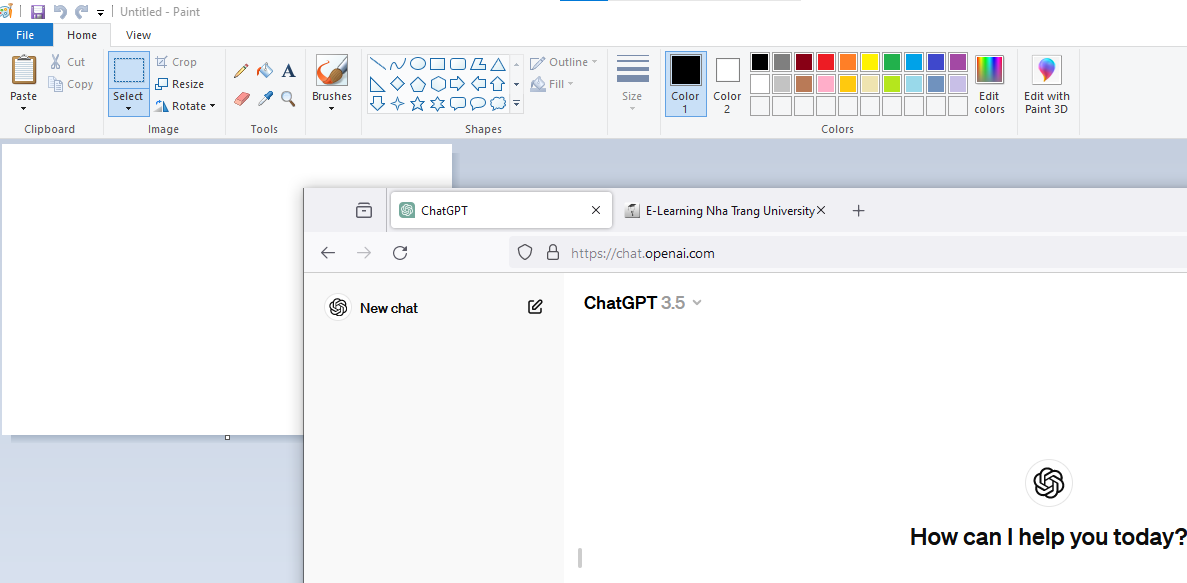 Untitled - Paint
File Home View
Paste
Cut
Copy
Clipboard
Select
Crop
Resize
Rotate
Image
A
Tools
Brushes
Outline
Fill
Shapes
Size
Color 1
Color 2
Edit colors
Colors
Edit with Paint 3D
ChatGPT
E-Learning Nha Trang University
https://chat.openai.com
New chat
ChatGPT 3.5
How can I help you today?